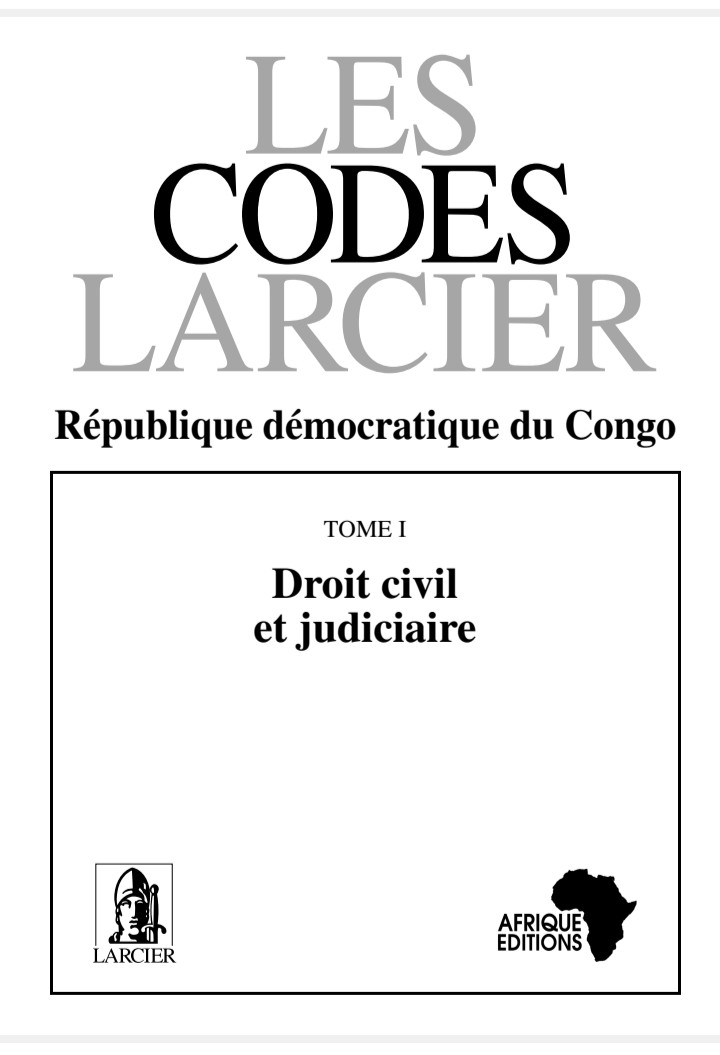 LES
CODES
LARCIER
République démocratique du Congo
TOME I
Droit civil
et judiciaire
LARCIER
AFRIQUE
EDITIONS